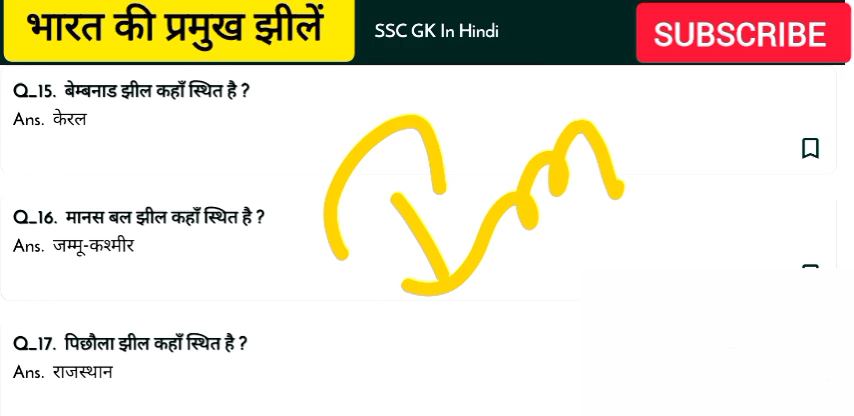 भारत की प्रमुख झीलें SSC GK In Hindi SUBSCRIBE
Q_15. बेम्बनाड झील कहाँ स्थित है ?
Ans. केरल
Q_16. मानस बल झील कहाँ स्थित है ?
Ans. जम्मू-कश्मीर
Q_17. पिछौला झील कहाँ स्थित है ?
Ans. राजस्थान